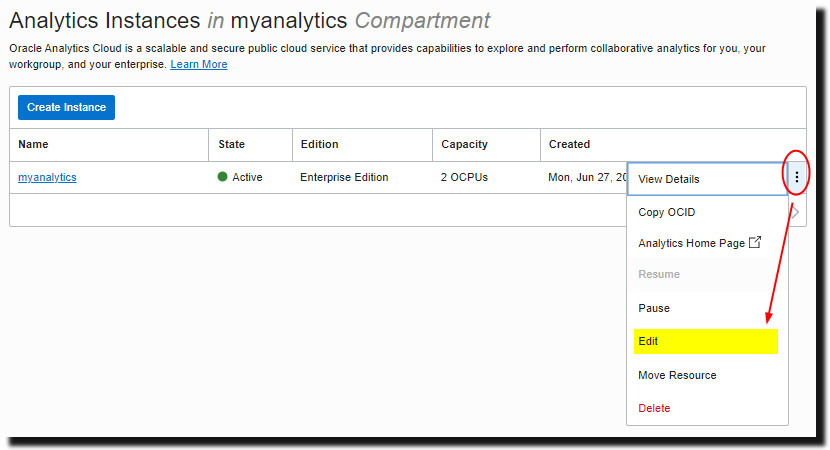 Analytics Instances in myanalytics Compartment
Oracle Analytics Cloud is a scalable and secure public cloud service that provides capabilities to explore and perform collaborative analytics for you, your
workgroup, and your enterprise. Learn More
Create Instance
Name State Edition Capacity Created
myanalytics Active Enterprise Edition 2 OCPUs Mon, Jun 27, 20
View Details
Copy OCID
Analytics Home Page
Resume
Pause
Edit
Move Resource
Delete